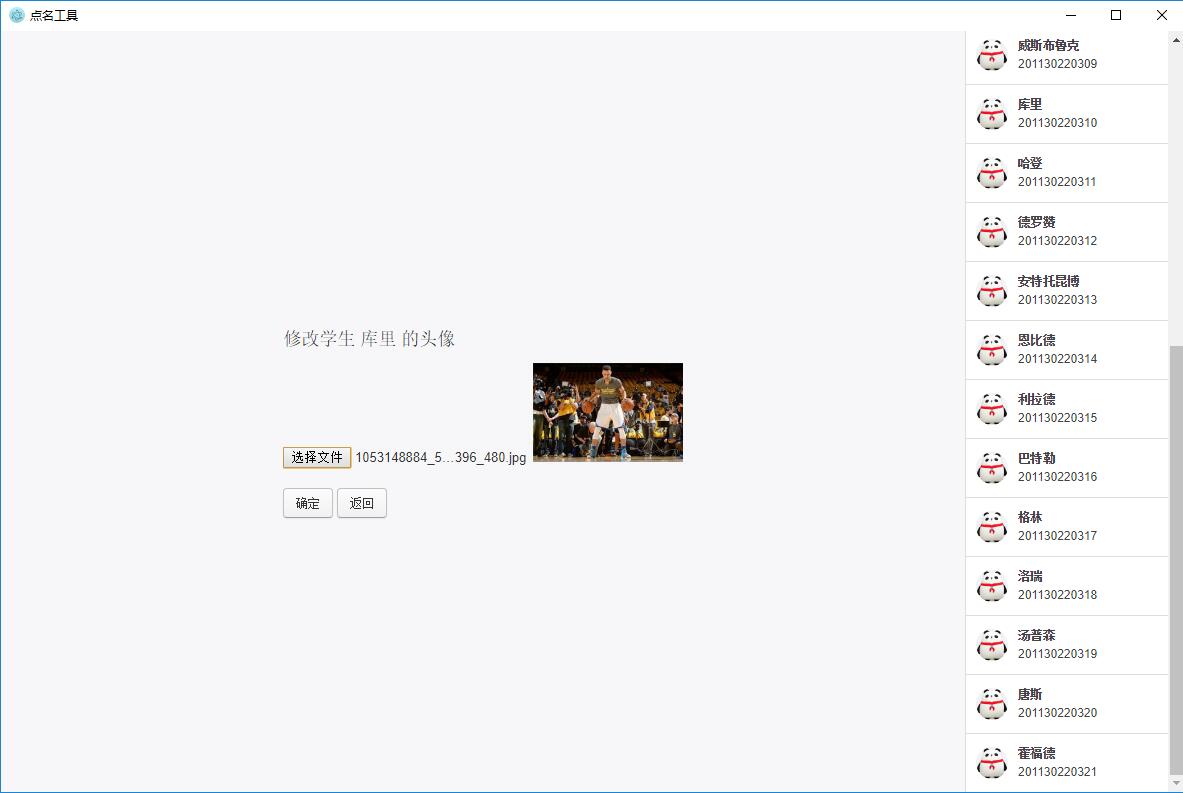 点名工具
修改学生 库里 的头像
选择文件 1053148884_5...396_480.jpg
确定 返回
威斯布鲁克
201130220309
库里
201130220310
哈登
201130220311
德罗赞
201130220312
安特托昆博
201130220313
恩比德
201130220314
利拉德
201130220315
巴特勒
201130220316
格林
201130220317
洛瑞
201130220318
汤普森
201130220319
唐斯
201130220320
霍福德
201130220321